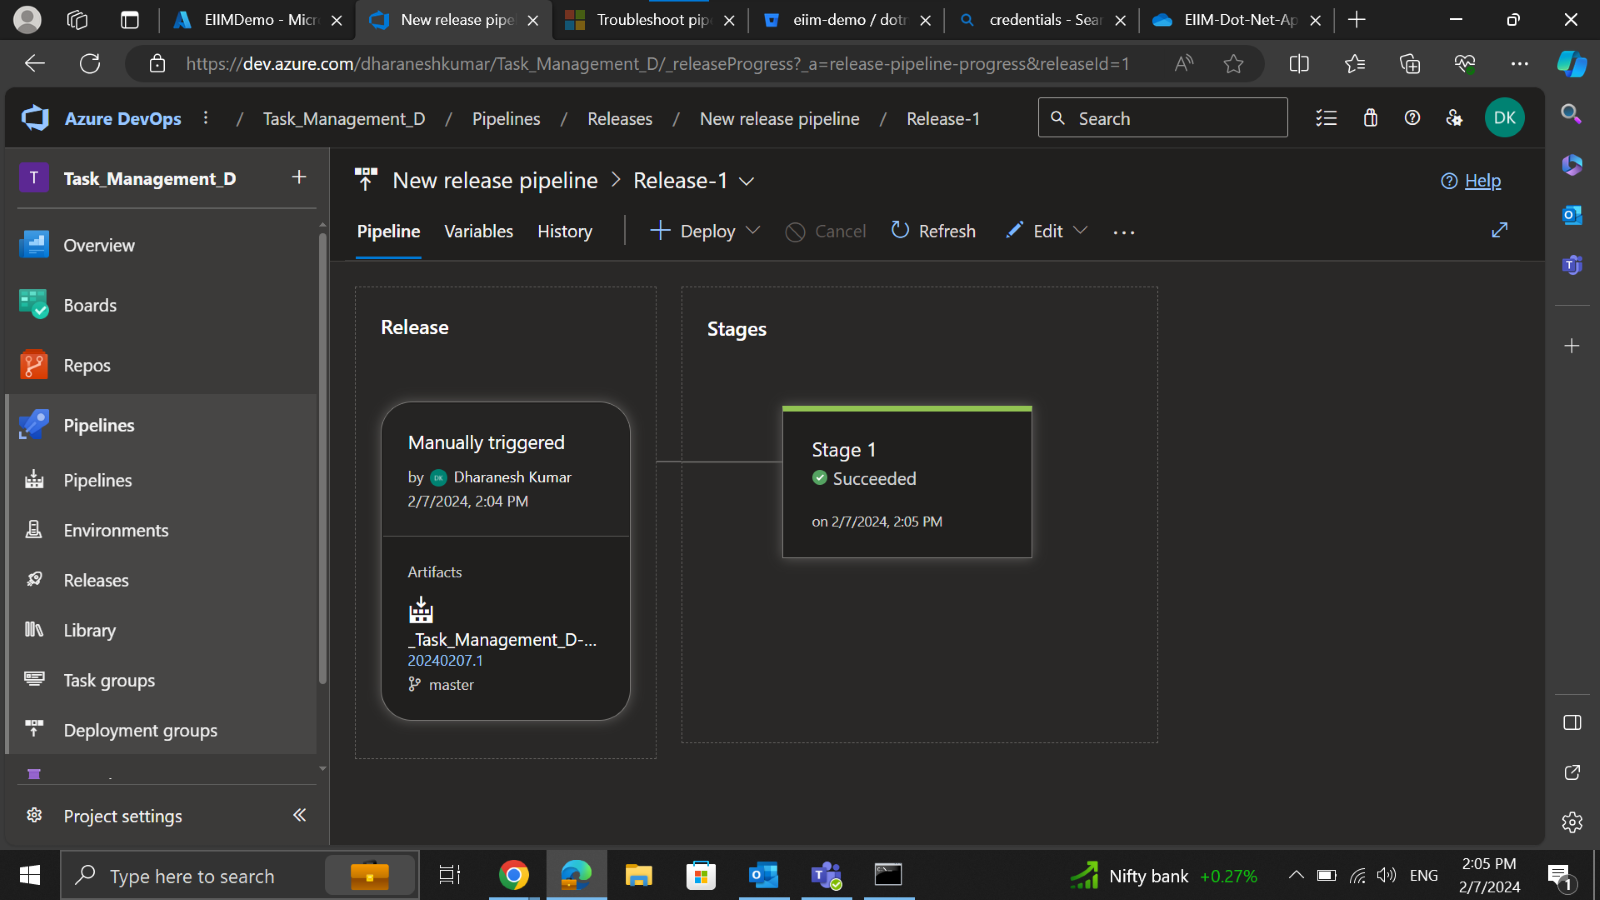 EIIMDemo - Micr
New release pipe
Troubleshoot pip
eiim-demo / dotn
credentials - Sear
EIIM-Dot-Net-Ap
https://dev.azure.com/dharaneshkumar/Task_Management_D/_releaseProgress?_a=release-pipeline-progress&releaseId=1
Azure DevOps / Task_Management_D / Pipelines / Releases / New release pipeline / Release-1
Search
DK
T Task_Management_D
New release pipeline > Release-1
Help
Pipeline Variables History Deploy Cancel Refresh Edit
Overview
Boards
Repos
Pipelines
Pipelines
Environments
Releases
Library
Task groups
Deployment groups
Project settings
Release
Manually triggered
by DK Dharanesh Kumar
2/7/2024, 2:04 PM
Artifacts
_Task_Management_D-...
20240207.1
master
Stages
Stage 1
Succeeded
on 2/7/2024, 2:05 PM
Type here to search
Nifty bank +0.27%
ENG
2:05 PM
2/7/2024
1